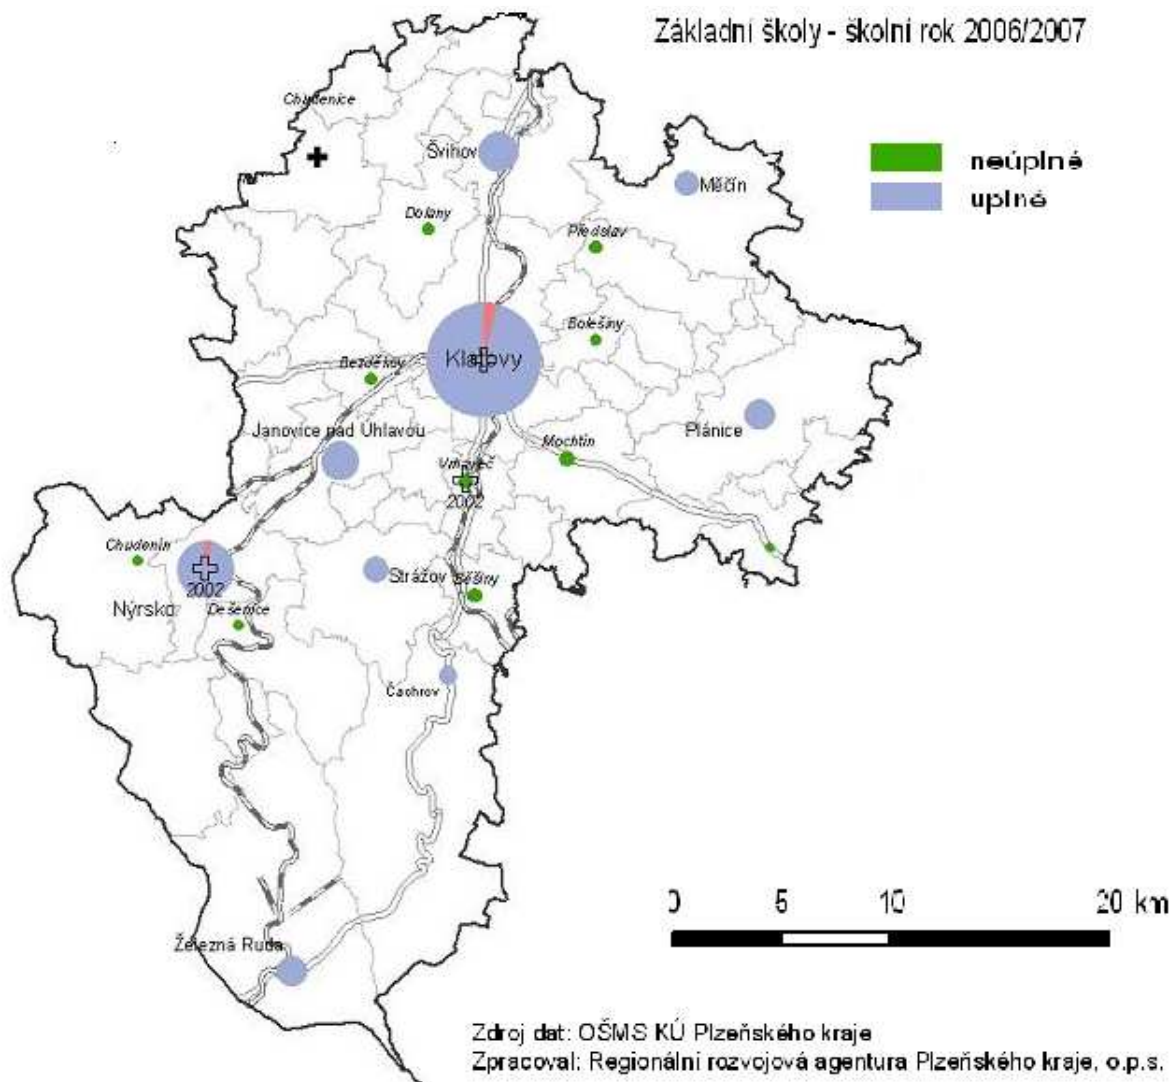 Základní školy - školní rok 2006/2007
Chudenice
Švihov
neúplné
úplné
Měčín
Dolany
Předslav
Bolešiny
Klatovy
Bezděkov
Janovice nad Úhlavou
Plánice
Mochtín
Vrhaveč
2002
Chudenín
2002
Strážov
Běšiny
Nýrsko
Dešenice
Čachrov
0 5 10 20 km
Železná Ruda
Zdroj dat: OŠMS KÚ Plzeňského kraje
Zpracoval: Regionální rozvojová agentura Plzeňského kraje, o.p.s.